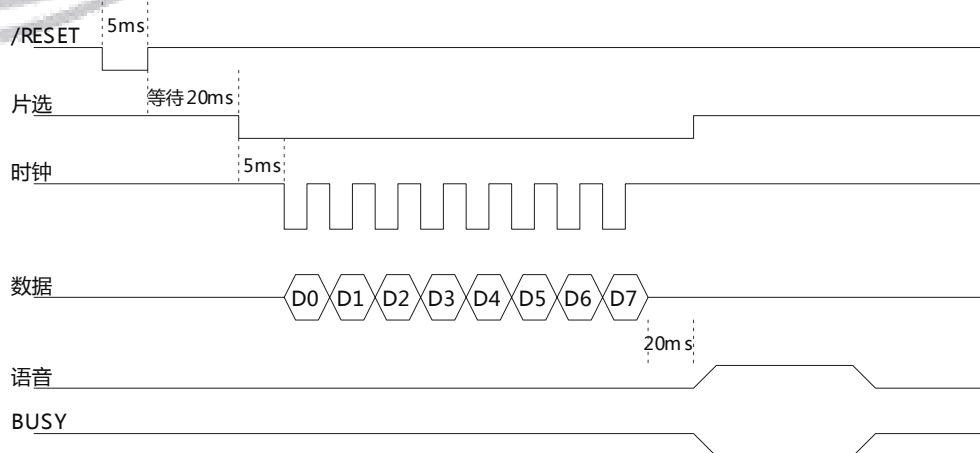 5ms
/RESET
等待20ms
片选
5ms
时钟
数据
D0 D1 D2 D3 D4 D5 D6 D7
20ms
语音
BUSY